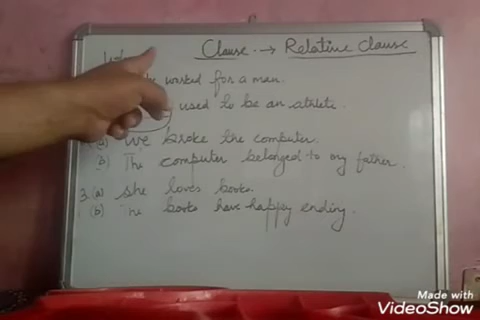 Clause → Relative clause
worked for a man.
used to be an athlete.
(a) We broke the computer.
(b) The computer belonged to my father.
3. (a) She loves books.
(b) The books have happy ending.
Made with
VideoShow